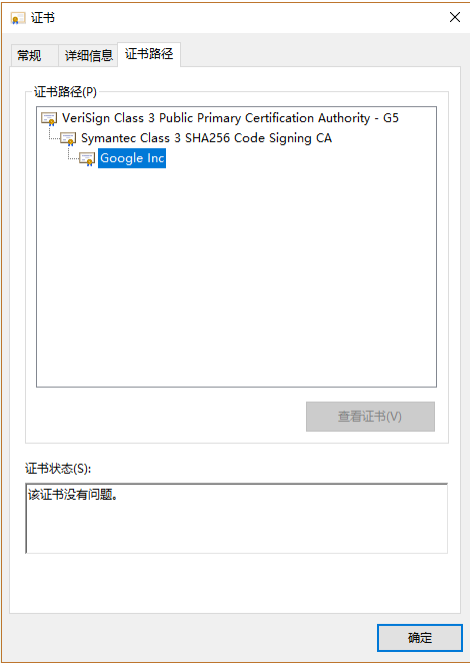 证书
常规 详细信息 证书路径
证书路径(P)
VeriSign Class 3 Public Primary Certification Authority - G5
Symantec Class 3 SHA256 Code Signing CA
Google Inc
查看证书(V)
证书状态(S):
该证书没有问题。
确定